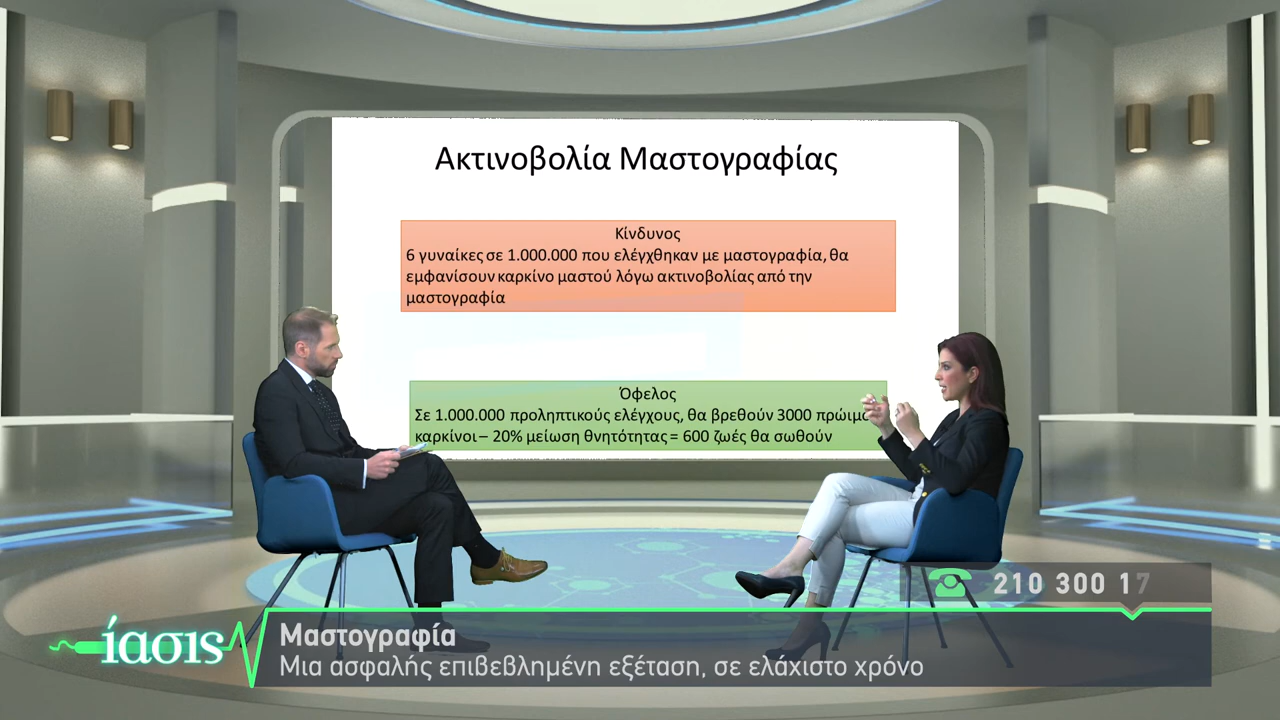 Ακτινοβολία Μαστογραφίας
Κίνδυνος
6 γυναίκες σε 1.000.000 που ελέγχθηκαν με μαστογραφία, θα
εμφανίσουν καρκίνο μαστού λόγω ακτινοβολίας από την
μαστογραφία
Όφελος
Σε 1.000.000 προληπτικούς ελέγχους, θα βρεθούν 3000
καρκίνοι – 20% μείωση θνητότητας = 600 ζωές θα σωθούν
210 300 17
ίασις
Μαστογραφία
Μια ασφαλής επιβεβλημένη εξέταση, σε ελάχιστο χρόνο